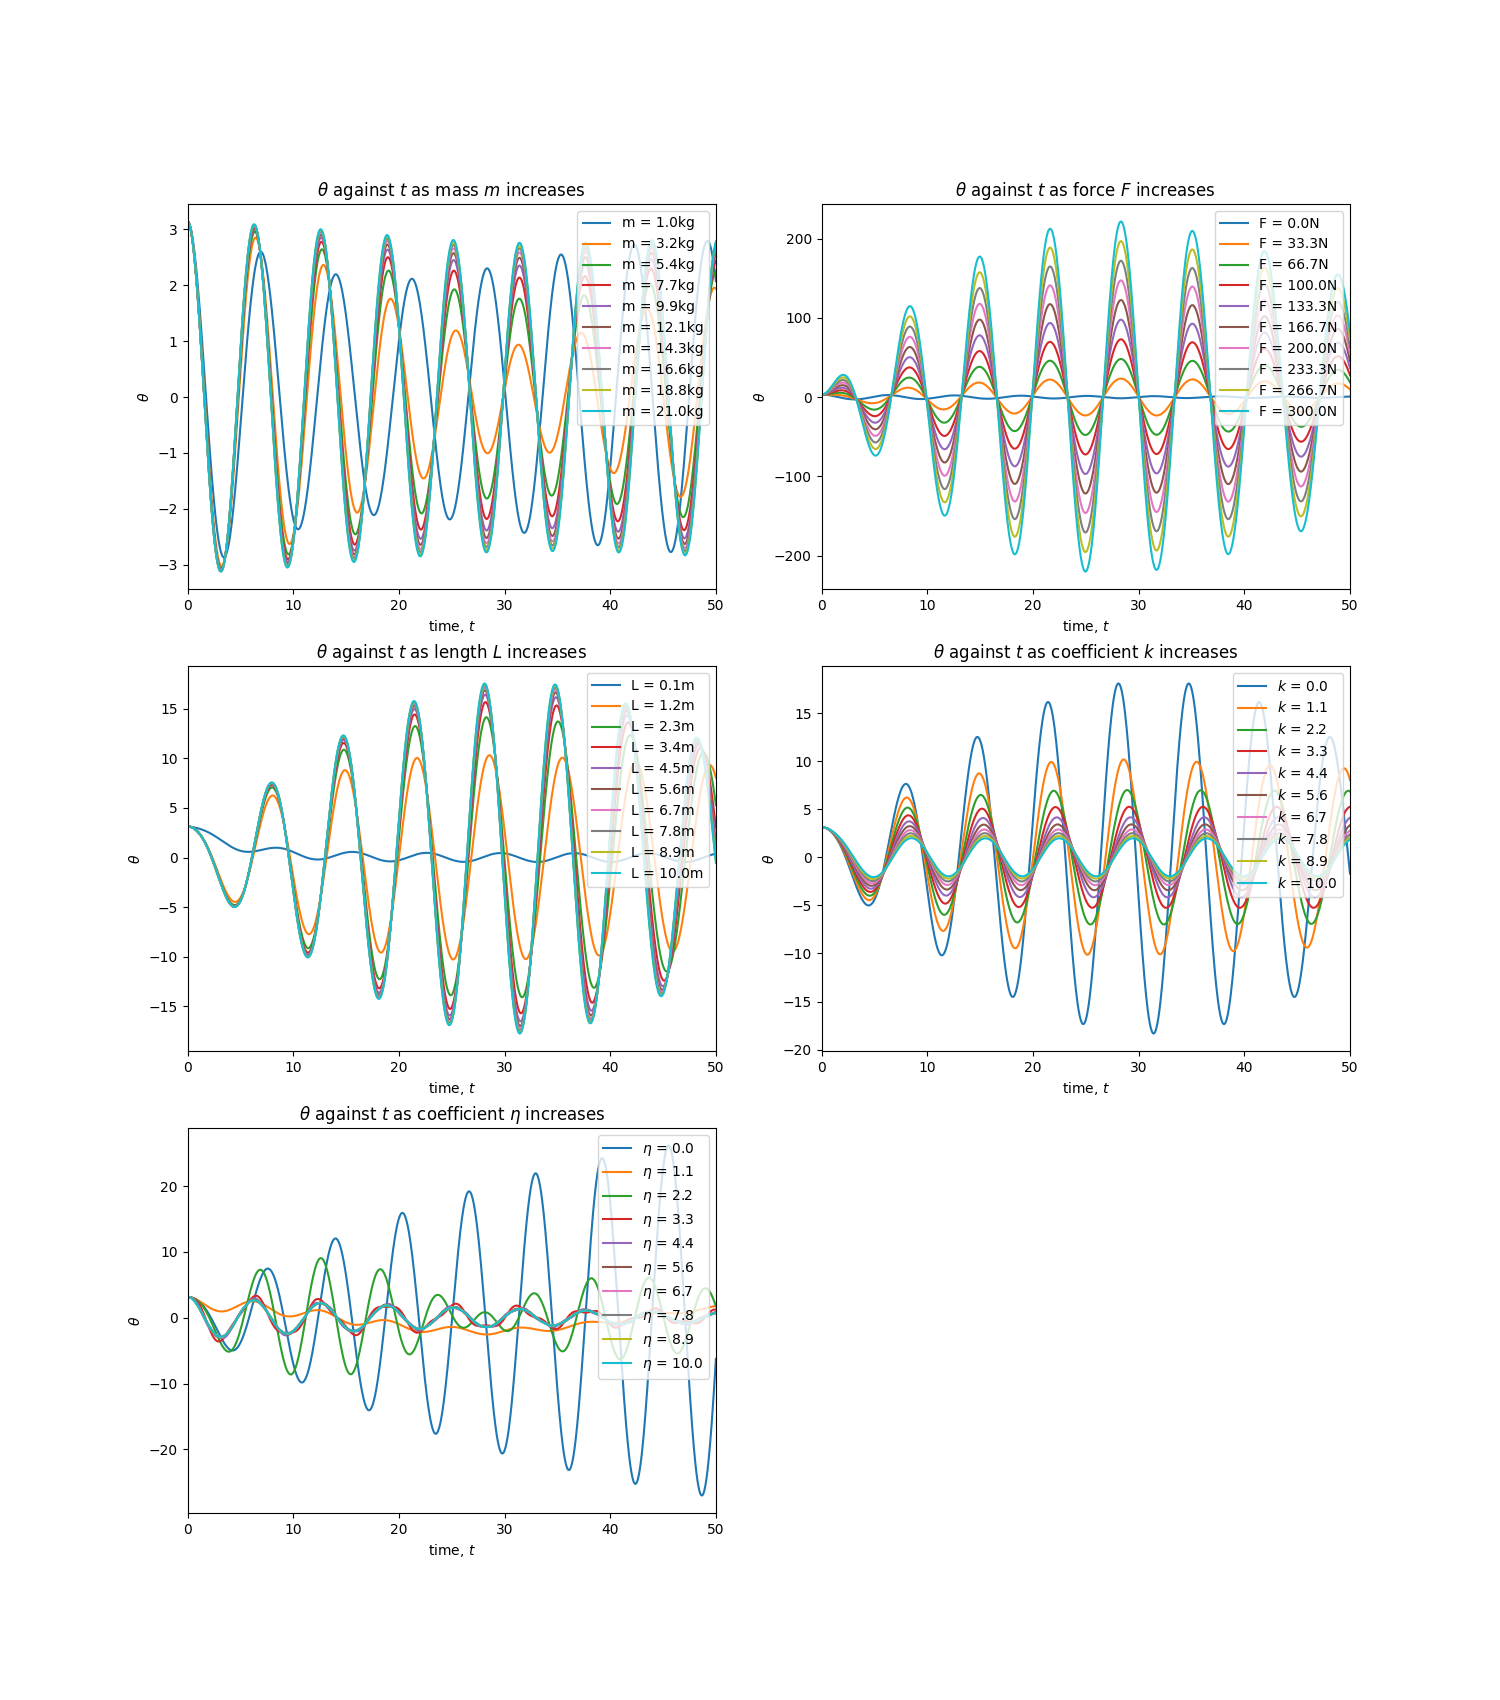 θ against t as mass m increases
3
2
1
0
−1
−2
−3
θ
0 10 20 30 40 50
time, t
m = 1.0kg
m = 3.2kg
m = 5.4kg
m = 7.7kg
m = 9.9kg
m = 12.1kg
m = 14.3kg
m = 16.6kg
m = 18.8kg
m = 21.0kg
θ against t as force F increases
200
100
0
−100
−200
θ
0 10 20 30 40 50
time, t
F = 0.0N
F = 33.3N
F = 66.7N
F = 100.0N
F = 133.3N
F = 166.7N
F = 200.0N
F = 233.3N
F = 266.7N
F = 300.0N
θ against t as length L increases
15
10
5
0
−5
−10
−15
θ
0 10 20 30 40 50
time, t
L = 0.1m
L = 1.2m
L = 2.3m
L = 3.4m
L = 4.5m
L = 5.6m
L = 6.7m
L = 7.8m
L = 8.9m
L = 10.0m
θ against t as coefficient k increases
15
10
5
0
−5
−10
−15
−20
θ
0 10 20 30 40 50
time, t
k = 0.0
k = 1.1
k = 2.2
k = 3.3
k = 4.4
k = 5.6
k = 6.7
k = 7.8
k = 8.9
k = 10.0
θ against t as coefficient η increases
20
10
0
−10
−20
θ
0 10 20 30 40 50
time, t
η = 0.0
η = 1.1
η = 2.2
η = 3.3
η = 4.4
η = 5.6
η = 6.7
η = 7.8
η = 8.9
η = 10.0